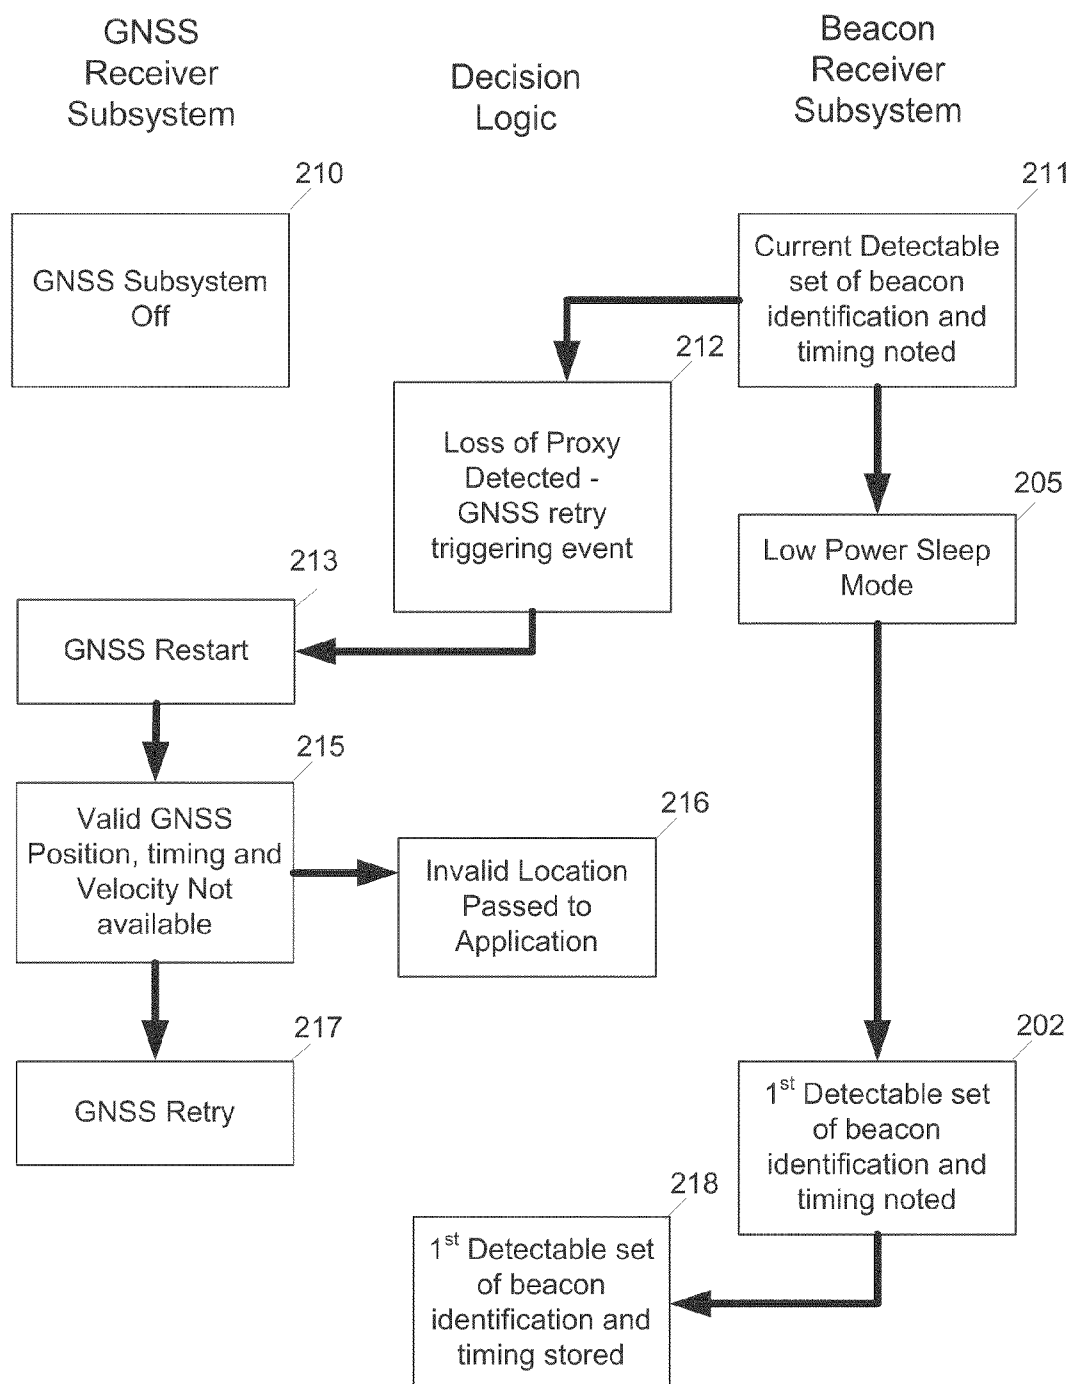 GNSS
Receiver
Subsystem
Decision
Logic
Beacon
Receiver
Subsystem
210
GNSS Subsystem
Off
211
Current Detectable
set of beacon
identification and
timing noted
212
Loss of Proxy
Detected -
GNSS retry
triggering event
205
Low Power Sleep
Mode
213
GNSS Restart
215
Valid GNSS
Position, timing and
Velocity Not
available
216
Invalid Location
Passed to
Application
217
GNSS Retry
202
1st Detectable set
of beacon
identification and
timing noted
218
1st Detectable set
of beacon
identification and
timing stored